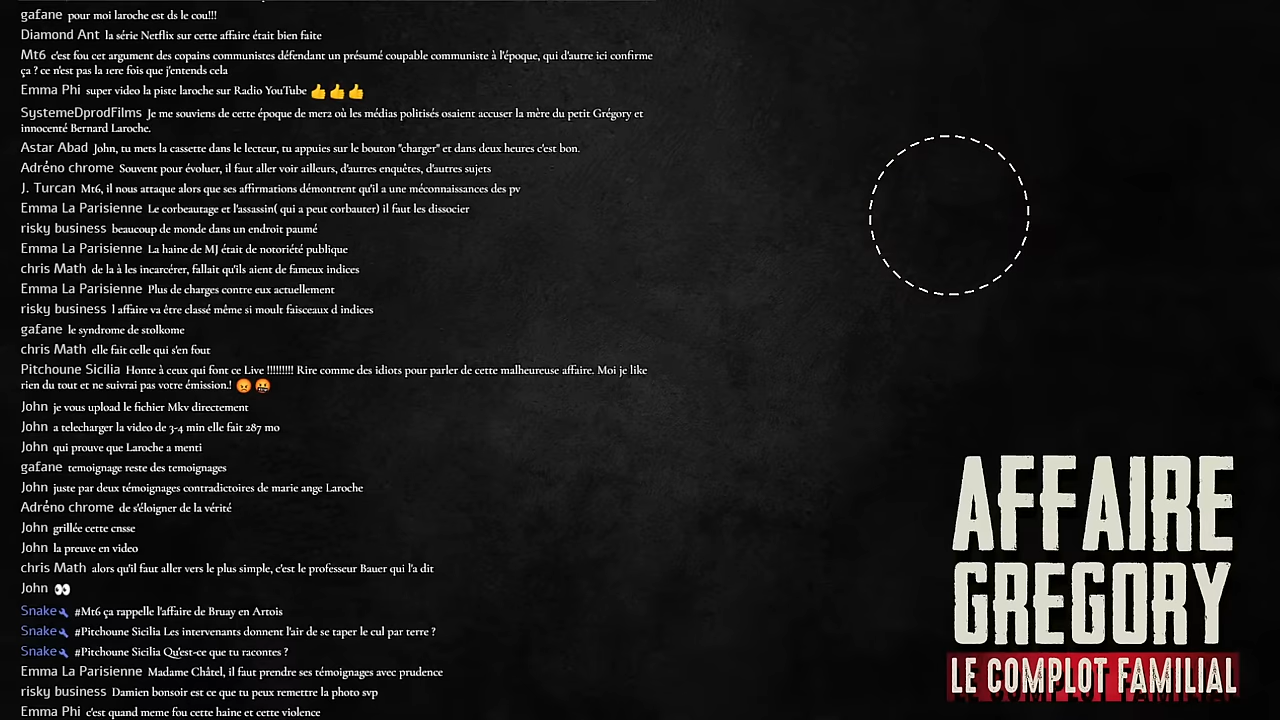 gafane pour moi laroche est ds le cou!!!
Diamond Ant la série Netflix sur cette affaire était bien faite
Mt6 c'est fou cet argument des copains communistes défendant un présumé coupable communiste à l'époque, qui d'autre ici confirme
ça ? ce n'est pas la 1ere fois que j'entends cela
Emma Phi super video la piste laroche sur Radio YouTube 👍👍👍
SystemeDprodFilms Je me souviens de cette époque de mer2 où les médias politisés osaient accuser la mère du petit Grégory et
innocenté Bernard Laroche.
Astar Abad John, tu mets la cassette dans le lecteur, tu appuies sur le bouton "charger" et dans deux heures c'est bon.
Adréno chrome Souvent pour évoluer, il faut aller voir ailleurs, d'autres enquêtes, d'autres sujets
J. Turcan Mt6, il nous attaque alors que ses affirmations démontrent qu'il a une méconnaissances des pv
Emma La Parisienne Le corbeautage et l'assassin( qui a peut corbauter) il faut les dissocier
risky business beaucoup de monde dans un endroit paumé
Emma La Parisienne La haine de MJ était de notoriété publique
chris Math de la à les incarcérer, fallait qu'ils aient de fameux indices
Emma La Parisienne Plus de charges contre eux actuellement
risky business l affaire va être classé même si moult faisceaux d indices
gafane le syndrome de stolkome
chris Math elle fait celle qui s'en fout
Pitchoune Sicilia Honte à ceux qui font ce Live !!!!!!!!! Rire comme des idiots pour parler de cette malheureuse affaire. Moi je like
rien du tout et ne suivrai pas votre émission.! 😡🤬
John je vous upload le fichier Mkv directement
John a telecharger la video de 3-4 min elle fait 287 mo
John qui prouve que Laroche a menti
gafane temoignage reste des temoignages
John juste par deux témoignages contradictoires de marie ange Laroche
Adréno chrome de s'éloigner de la vérité
John grillée cette cnsse
John la preuve en video
chris Math alors qu'il faut aller vers le plus simple, c'est le professeur Bauer qui l'a dit
John 👀
Snake🔧 #Mt6 ça rappelle l'affaire de Bruay en Artois
Snake🔧 #Pitchoune Sicilia Les intervenants donnent l'air de se taper le cul par terre ?
Snake🔧 #Pitchoune Sicilia Qu'est-ce que tu racontes ?
Emma La Parisienne Madame Châtel, il faut prendre ses témoignages avec prudence
risky business Damien bonsoir est ce que tu peux remettre la photo svp
Emma Phi c'est quand meme fou cette haine et cette violence
AFFAIRE
GREGORY
LE COMPLOT FAMILIAL